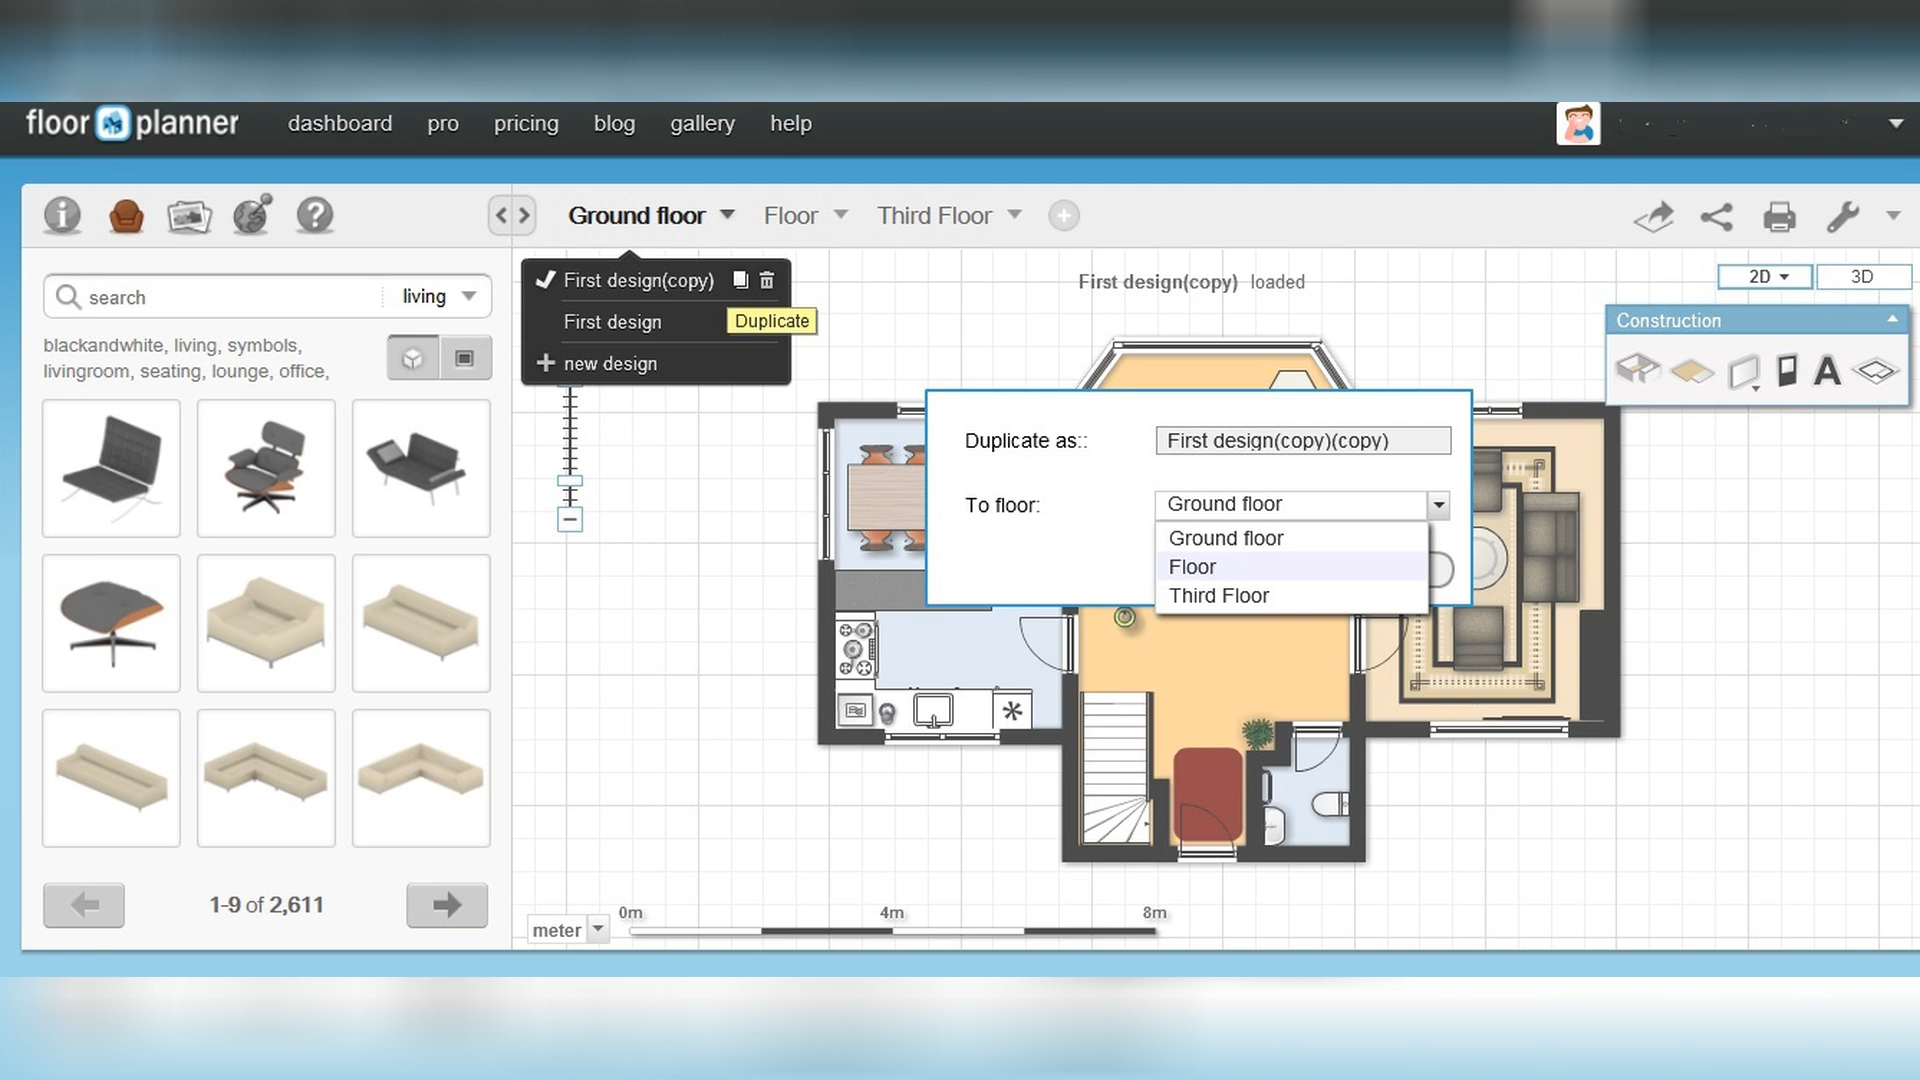 floor planner
dashboard pro pricing blog gallery help
Ground floor Floor Third Floor
search living
blackandwhite, living, symbols,
livingroom, seating, lounge, office,
First design(copy)
First design
Duplicate
new design
First design(copy) loaded
2D 3D
Construction
A
Duplicate as:: First design(copy)(copy)
To floor: Ground floor
Ground floor
Floor
Third Floor
1-9 of 2,611
meter 0m 4m 8m